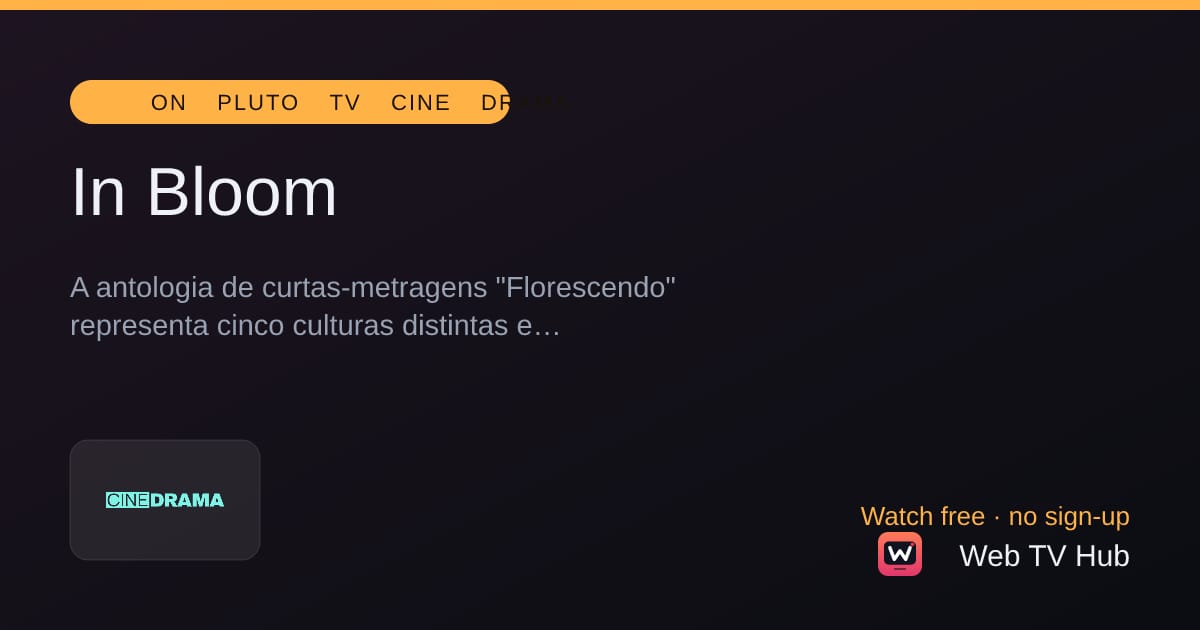 ON PLUTO TV CINE DRAMA
In Bloom
A antologia de curtas-metragens "Florescendo"
representa cinco culturas distintas e…
CINEDRAMA
Watch free · no sign-up
W
Web TV Hub